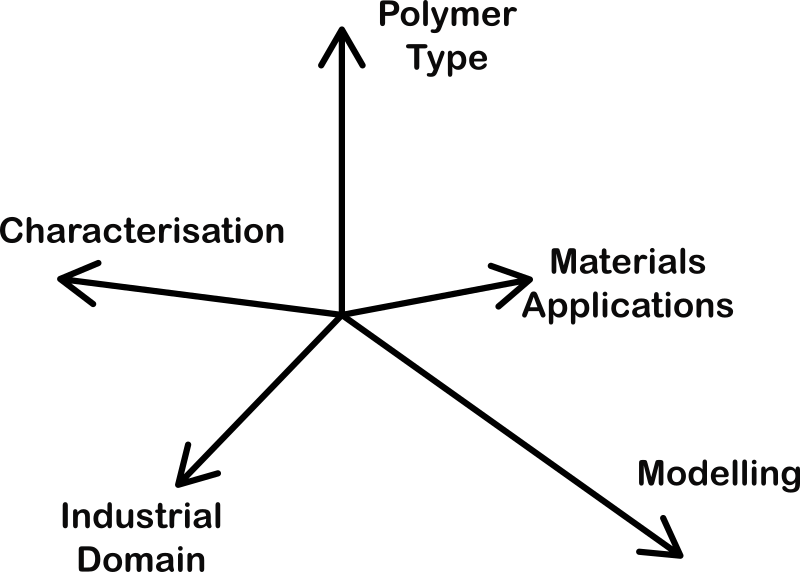 Polymer
Type
Characterisation
Materials
Applications
Modelling
Industrial
Domain